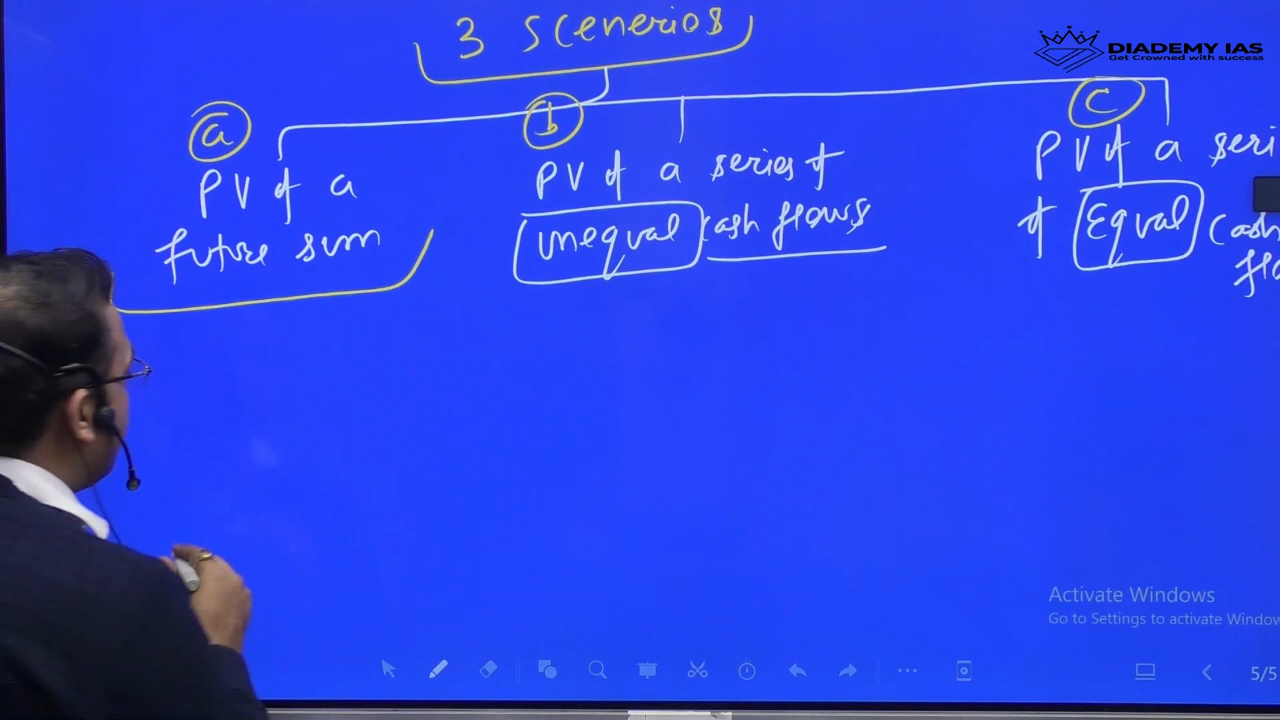 3 scenerios
DIADEMY IAS
Get Crowned with success
a
PV of a
future sum
b
PV of a series of
unequal cash flows
c
PV of a seri
of Equal Cash
flo
Activate Windows
Go to Settings to activate Window
5/5